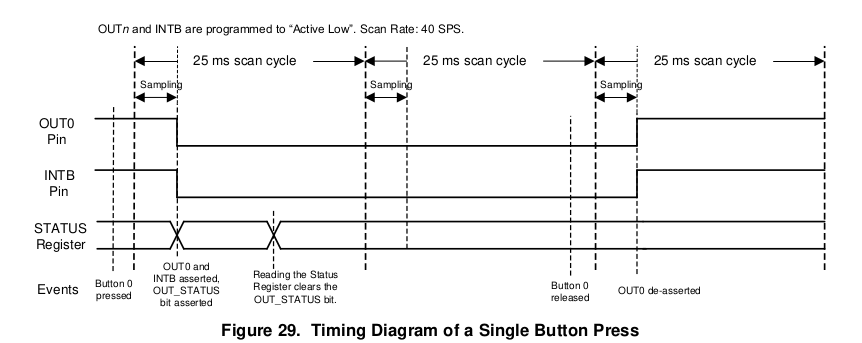 OUTn and INTB are programmed to “Active Low”. Scan Rate: 40 SPS.
25 ms scan cycle
25 ms scan cycle
25 ms scan cycle
Sampling
Sampling
Sampling
OUT0
Pin
INTB
Pin
STATUS
Register
Events
Button 0
pressed
OUT0 and
INTB asserted,
OUT_STATUS
bit asserted
Reading the Status
Register clears the
OUT_STATUS bit.
Button 0
released
OUT0 de-asserted
Figure 29. Timing Diagram of a Single Button Press